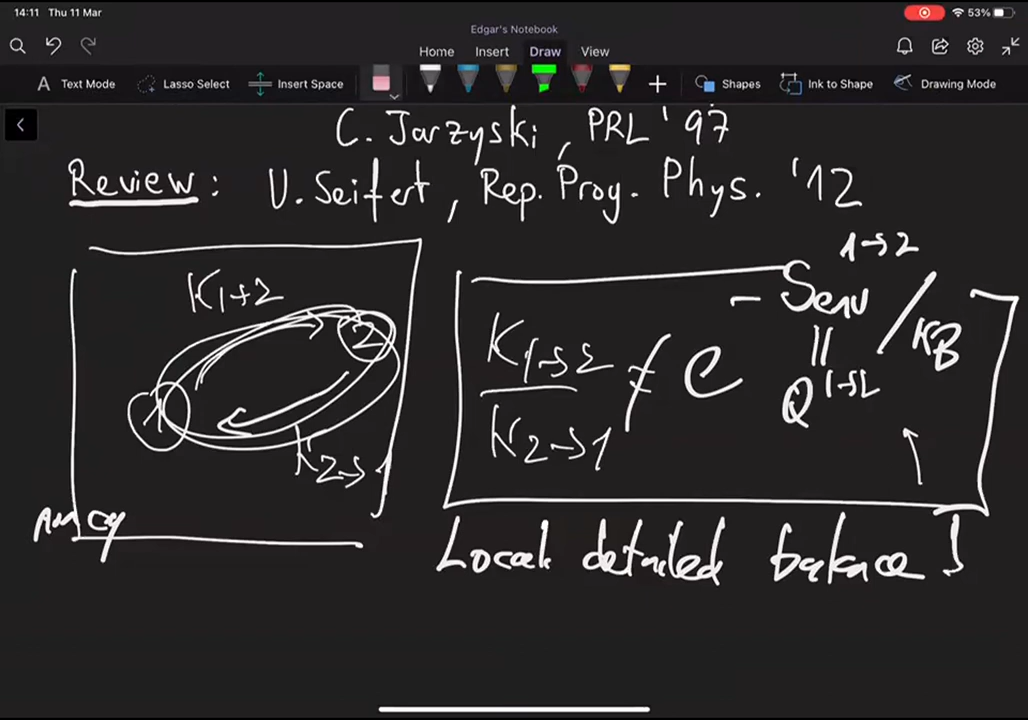 14:11 Thu 11 Mar
53%
Edgar's Notebook
Home Insert Draw View
A Text Mode Lasso Select Insert Space Shapes Ink to Shape Drawing Mode
C. Jarzyski, PRL '97
Review: U. Seifert, Rep. Prog. Phys. '12
K1→2
2
1
K2→1
K1→2 / K2→1 = e - Senv 1→2 / KB
||
Q 1→2
Local detailed balance!